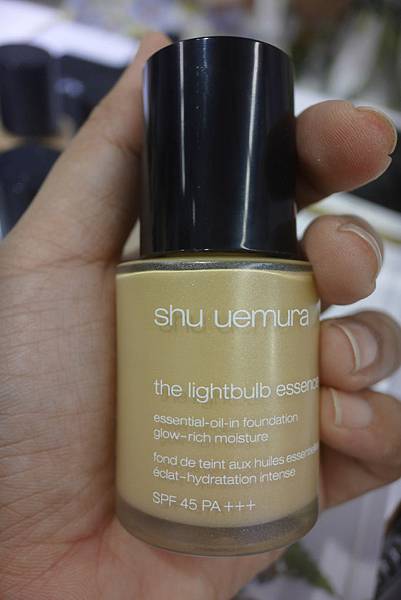 shu uemura
the lightbulb essence
essential-oil-in foundation
glow-rich moisture
fond de teint aux huiles essentielles
éclat-hydratation intense
SPF 45 PA+++